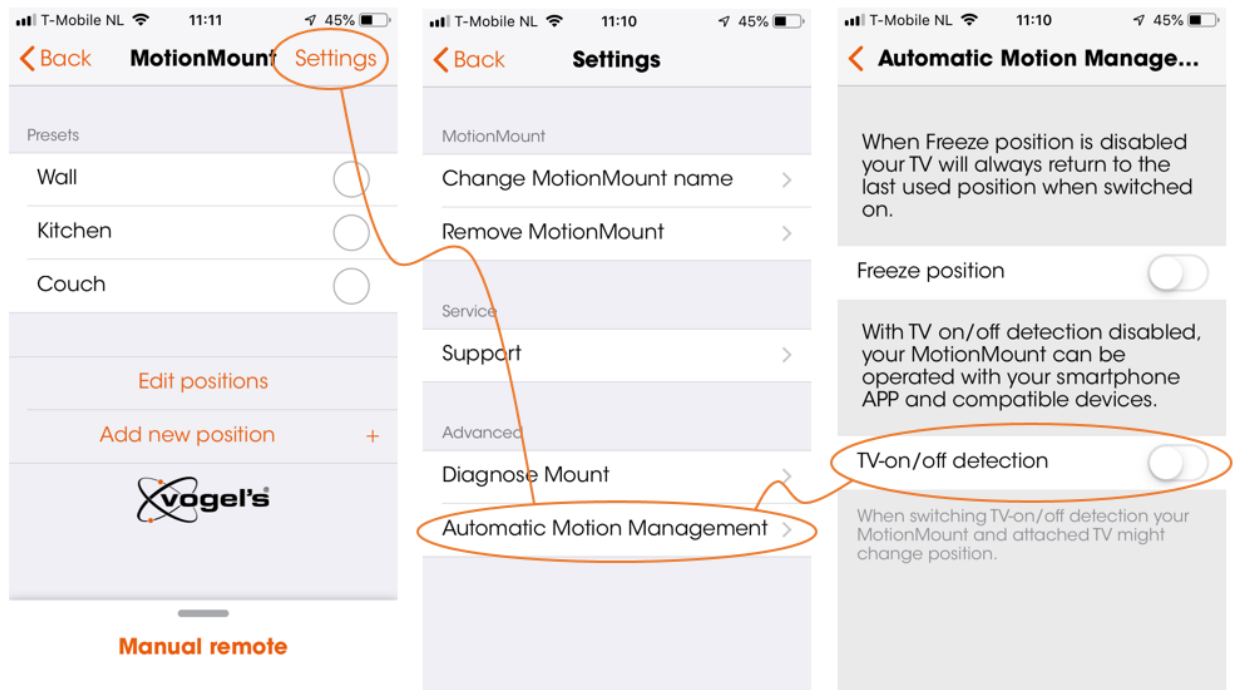 T-Mobile NL 11:11 45%
Back MotionMount Settings
Presets
Wall
Kitchen
Couch
Edit positions
Add new position +
vogel's
Manual remote
T-Mobile NL 11:10 45%
Back Settings
MotionMount
Change MotionMount name
Remove MotionMount
Service
Support
Advanced
Diagnose Mount
Automatic Motion Management
T-Mobile NL 11:10 45%
Automatic Motion Manage...
When Freeze position is disabled
your TV will always return to the
last used position when switched
on.
Freeze position
With TV on/off detection disabled,
your MotionMount can be
operated with your smartphone
APP and compatible devices.
TV-on/off detection
When switching TV-on/off detection your
MotionMount and attached TV might
change position.